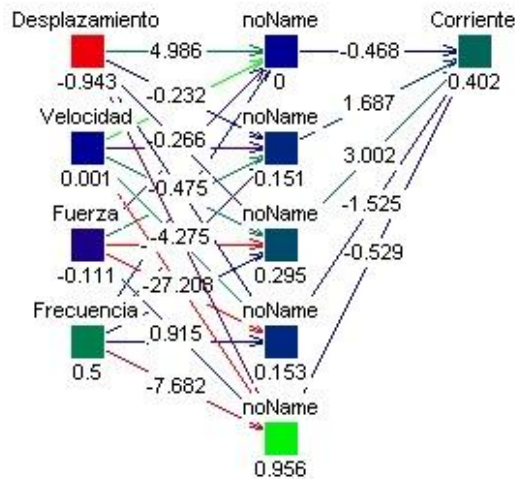 Desplazamiento noName Corriente
4.986 -0.468
-0.943 0 0.402
-0.232
Velocidad noName 1.687
-0.266
0.001 0.151 3.002
-0.475
Fuerza noName -1.525
-4.275
-0.111 0.295 -0.529
-27.208
Frecuencia noName
0.915
0.5 0.153
-7.682
noName
0.956